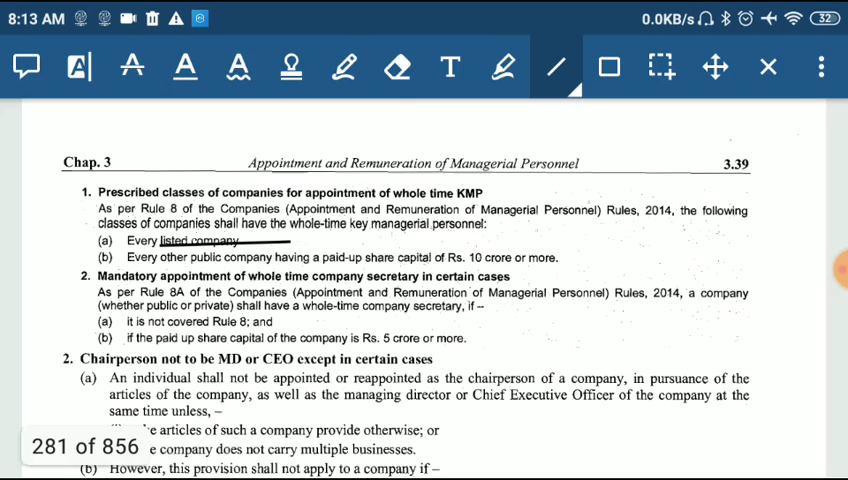 8:13 AM
0.0KB/s
32
A
A
A
A
T
Chap. 3
Appointment and Remuneration of Managerial Personnel
3.39
1. Prescribed classes of companies for appointment of whole time KMP
As per Rule 8 of the Companies (Appointment and Remuneration of Managerial Personnel) Rules, 2014, the following
classes of companies shall have the whole-time key managerial personnel:
(a) Every listed company
(b) Every other public company having a paid-up share capital of Rs. 10 crore or more.
2. Mandatory appointment of whole time company secretary in certain cases
As per Rule 8A of the Companies (Appointment and Remuneration of Managerial Personnel) Rules, 2014, a company
(whether public or private) shall have a whole-time company secretary, if –
(a) it is not covered Rule 8; and
(b) if the paid up share capital of the company is Rs. 5 crore or more.
2. Chairperson not to be MD or CEO except in certain cases
(a) An individual shall not be appointed or reappointed as the chairperson of a company, in pursuance of the
articles of the company, as well as the managing director or Chief Executive Officer of the company at the
same time unless, –
articles of such a company provide otherwise; or
company does not carry multiple businesses.
281 of 856
(b) However, this provision shall not apply to a company if –